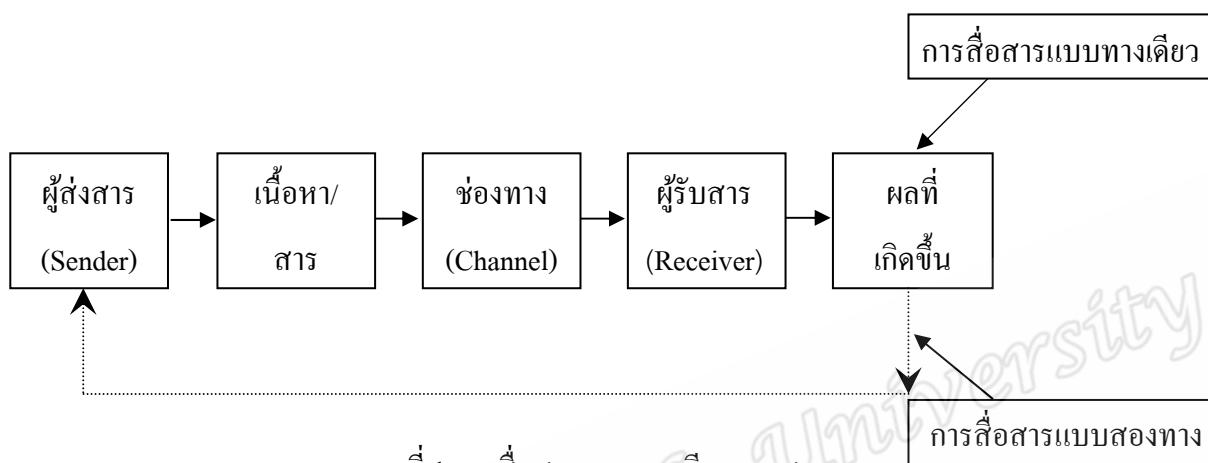 การสื่อสารแบบทางเดียว
ผู้ส่งสาร
(Sender)
เนื้อหา/
สาร
ช่องทาง
(Channel)
ผู้รับสาร
(Receiver)
ผลที่
เกิดขึ้น
University
การสื่อสารแบบสองทาง